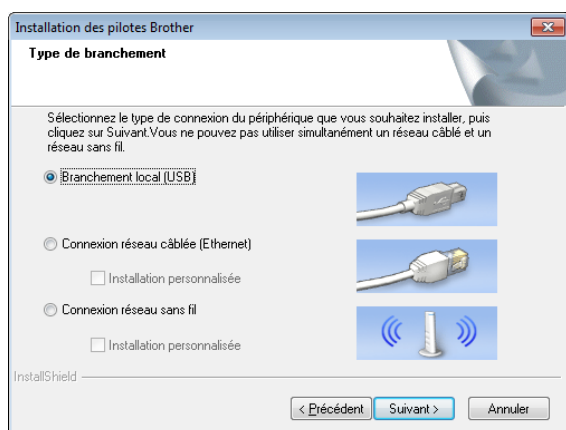 Installation des pilotes Brother
Type de branchement
Sélectionnez le type de connexion du périphérique que vous souhaitez installer, puis
cliquez sur Suivant.Vous ne pouvez pas utiliser simultanément un réseau câblé et un
réseau sans fil.
Branchement local (USB)
Connexion réseau câblée (Ethernet)
Installation personnalisée
Connexion réseau sans fil
Installation personnalisée
InstallShield
< Précédent Suivant > Annuler